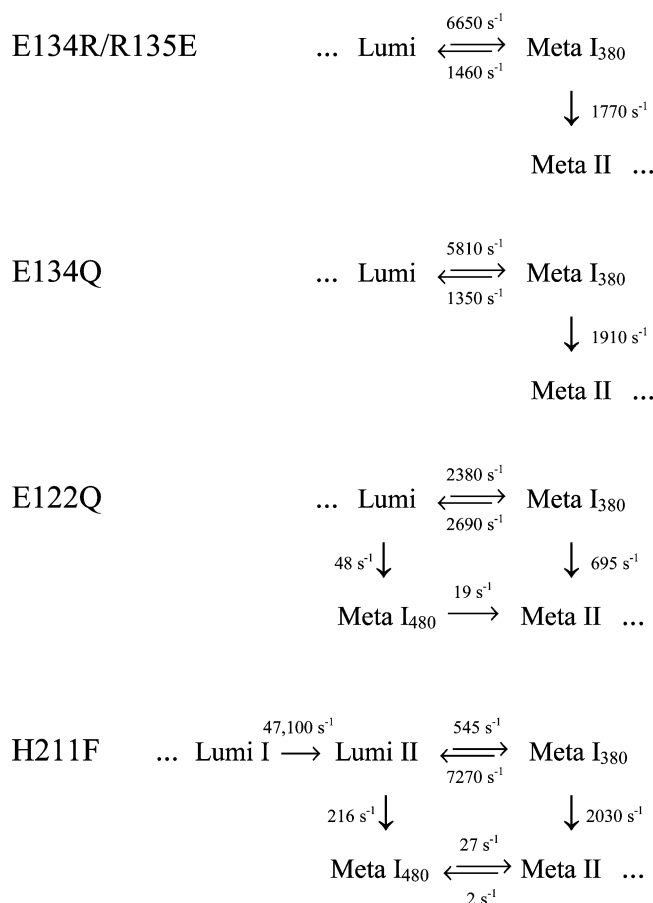 6650 s⁻¹
E134R/R135E ... Lumi ⇌ Meta I₃₈₀
1460 s⁻¹
↓ 1770 s⁻¹
Meta II ...
5810 s⁻¹
E134Q ... Lumi ⇌ Meta I₃₈₀
1350 s⁻¹
↓ 1910 s⁻¹
Meta II ...
2380 s⁻¹
E122Q ... Lumi ⇌ Meta I₃₈₀
2690 s⁻¹
48 s⁻¹ ↓ ↓ 695 s⁻¹
19 s⁻¹
Meta I₄₈₀ → Meta II ...
47,100 s⁻¹ 545 s⁻¹
H211F ... Lumi I → Lumi II ⇌ Meta I₃₈₀
7270 s⁻¹
216 s⁻¹ ↓ ↓ 2030 s⁻¹
27 s⁻¹
Meta I₄₈₀ ⇌ Meta II ...
2 s⁻¹